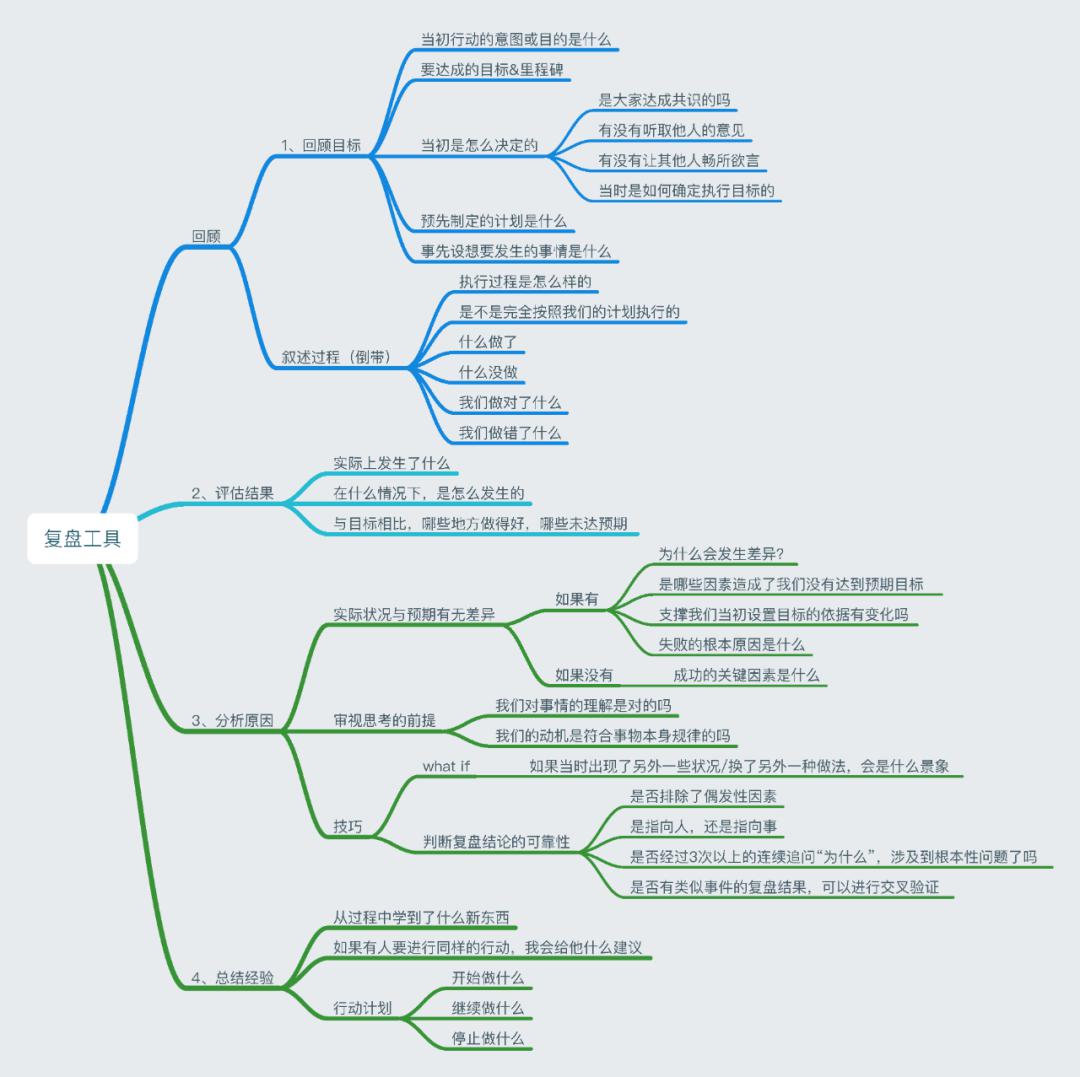 当初行动的意图或目的是什么
要达成的目标&里程碑
是大家达成共识的吗
有没有听取他人的意见
1、回顾目标
当初是怎么决定的
有没有让其他人畅所欲言
当时是如何确定执行目标的
预先制定的计划是什么
回顾
事先设想要发生的事情是什么
执行过程是怎么样的
是不是完全按照我们的计划执行的
什么做了
叙述过程（倒带）
什么没做
我们做对了什么
我们做错了什么
实际上发生了什么
2、评估结果
在什么情况下，是怎么发生的
与目标相比，哪些地方做得好，哪些未达预期
复盘工具
为什么会发生差异？
是哪些因素造成了我们没有达到预期目标
如果有
实际状况与预期有无差异
支撑我们当初设置目标的依据有变化吗
失败的根本原因是什么
如果没有
成功的关键因素是什么
我们对事情的理解是对的吗
3、分析原因
审视思考的前提
我们的动机是符合事物本身规律的吗
what if
如果当时出现了另外一些状况/换了另外一种做法，会是什么景象
是否排除了偶发性因素
技巧
是指向人，还是指向事
判断复盘结论的可靠性
是否经过3次以上的连续追问“为什么”，涉及到根本性问题了吗
是否有类似事件的复盘结果，可以进行交叉验证
从过程中学到了什么新东西
如果有人要进行同样的行动，我会给他什么建议
4、总结经验
开始做什么
行动计划
继续做什么
停止做什么